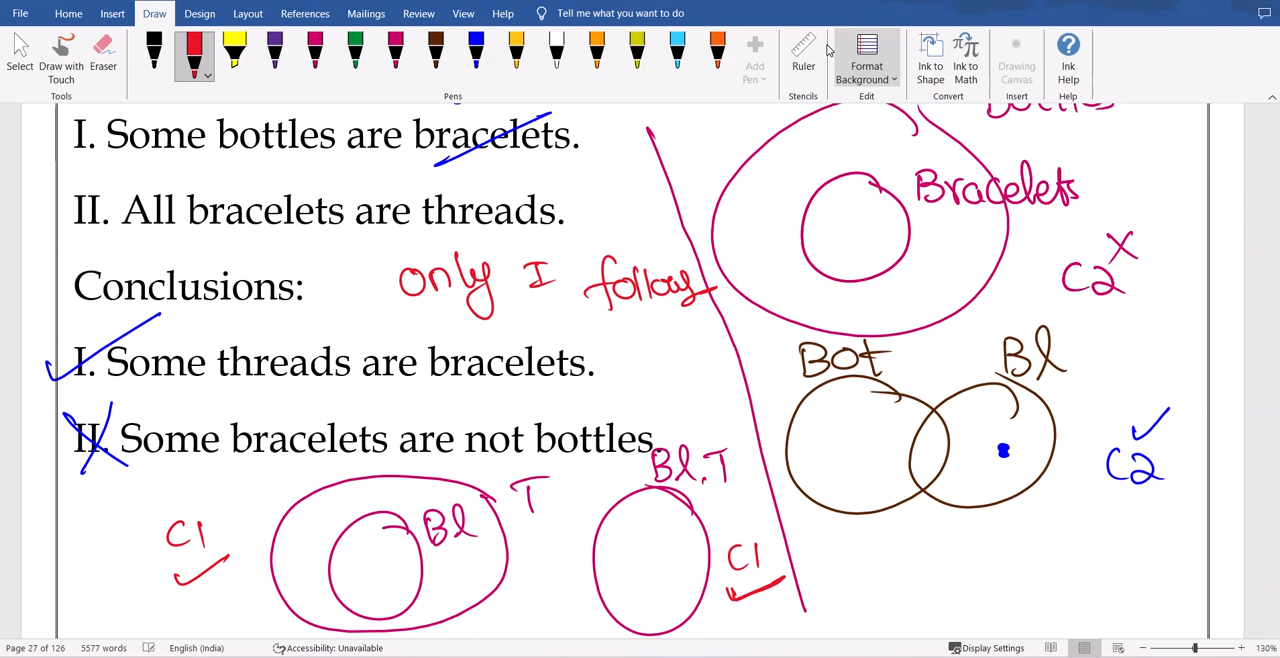 File Home Insert Draw Design Layout References Mailings Review View Help Tell me what you want to do
Select Draw with Touch Eraser Add Pen Ruler Format Background Ink to Shape Ink to Math Drawing Canvas Ink Help
Tools Pens Stencils Edit Convert Insert Help
I. Some bottles are bracelets.
Bracelets
II. All bracelets are threads.
C2
Conclusions:
only I follow
I. Some threads are bracelets.
Bot Bl
II. Some bracelets are not bottles.
C2
Bl, T
T
Bl
C1
C1
Page 27 of 126 5577 words English (India) Accessibility: Unavailable Display Settings 130%